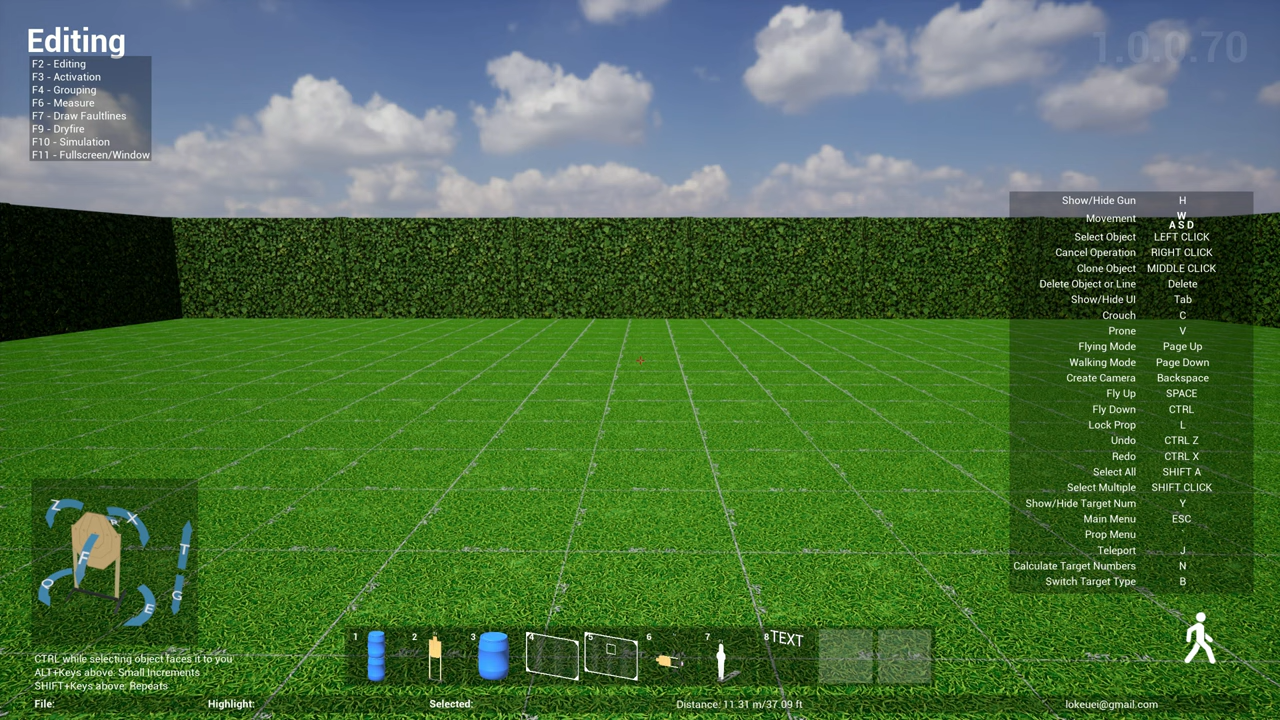 Editing
F2 - Editing
F3 - Activation
F4 - Grouping
F6 - Measure
F7 - Draw Faultlines
F9 - Dryfire
F10 - Simulation
F11 - Fullscreen/Window
1.0.0.70
Show/Hide Gun H
Movement W A S D
Select Object LEFT CLICK
Cancel Operation RIGHT CLICK
Clone Object MIDDLE CLICK
Delete Object or Line Delete
Show/Hide UI Tab
Crouch C
Prone V
Flying Mode Page Up
Walking Mode Page Down
Create Camera Backspace
Fly Up SPACE
Fly Down CTRL
Lock Prop L
Undo CTRL Z
Redo CTRL X
Select All SHIFT A
Select Multiple SHIFT CLICK
Show/Hide Target Num Y
Main Menu ESC
Prop Menu
Teleport J
Calculate Target Numbers N
Switch Target Type B
Z X
R
F T
Q E G
CTRL while selecting object faces it to you
ALT+Keys above: Small Increments
SHIFT+Keys above: Repeats
1 2 3 4 5 6 7 8 TEXT
File: Highlight: Selected: Distance: 11.31 m/37.09 ft lokeuei@gmail.com